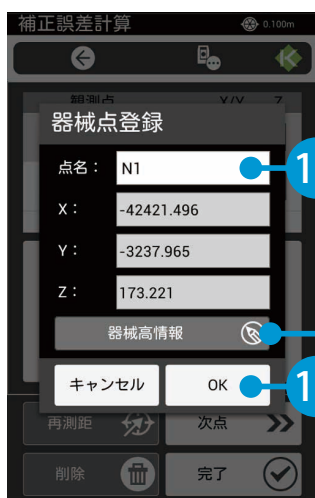 補正誤差計算 0.100m
観測点 X/Y Z
器械点登録
点名： N1
1
X： -42421.496
Y： -3237.965
Z： 173.221
器械高情報
キャンセル OK
1
再測距 次点
削除 完了